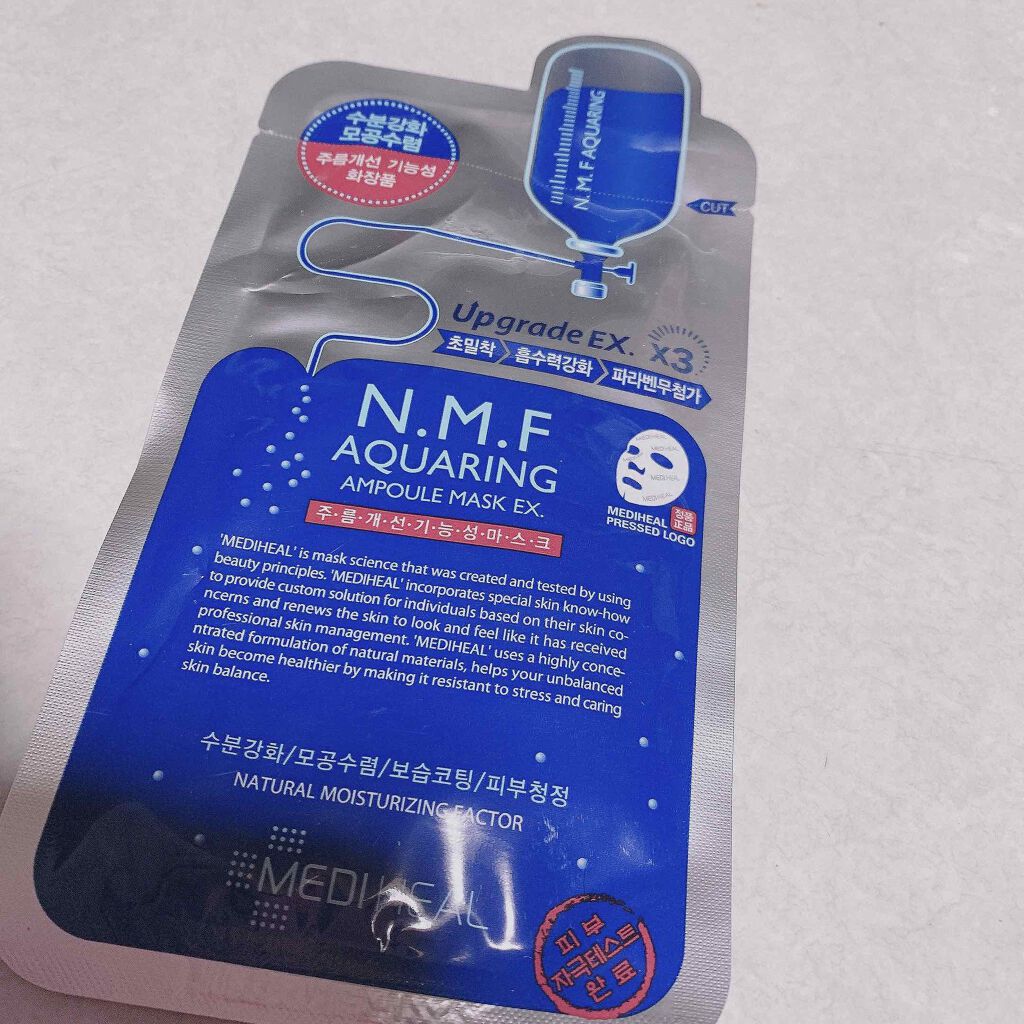 수분강화
모공수렴
주름개선 기능성
화장품
N.M.F AQUARING
CUT
Upgrade EX. x3
초밀착 흡수력강화 파라벤무첨가
N.M.F
AQUARING
AMPOULE MASK EX.
주·름·개·선·기·능·성·마·스·크
MEDIHEAL
MEDIHEAL
MEDIHEAL
MEDIHEAL
MEDIHEAL
PRESSED LOGO
정품
正品
'MEDIHEAL' is mask science that was created and tested by using
beauty principles. 'MEDIHEAL' incorporates special skin know-how
to provide custom solution for individuals based on their skin co-
ncerns and renews the skin to look and feel like it has received
professional skin management. 'MEDIHEAL' uses a highly conce-
ntrated formulation of natural materials, helps your unbalanced
skin become healthier by making it resistant to stress and caring
skin balance.
수분강화/모공수렴/보습코팅/피부청정
NATURAL MOISTURIZING FACTOR
MEDIHEAL
피부
자극테스트
완료